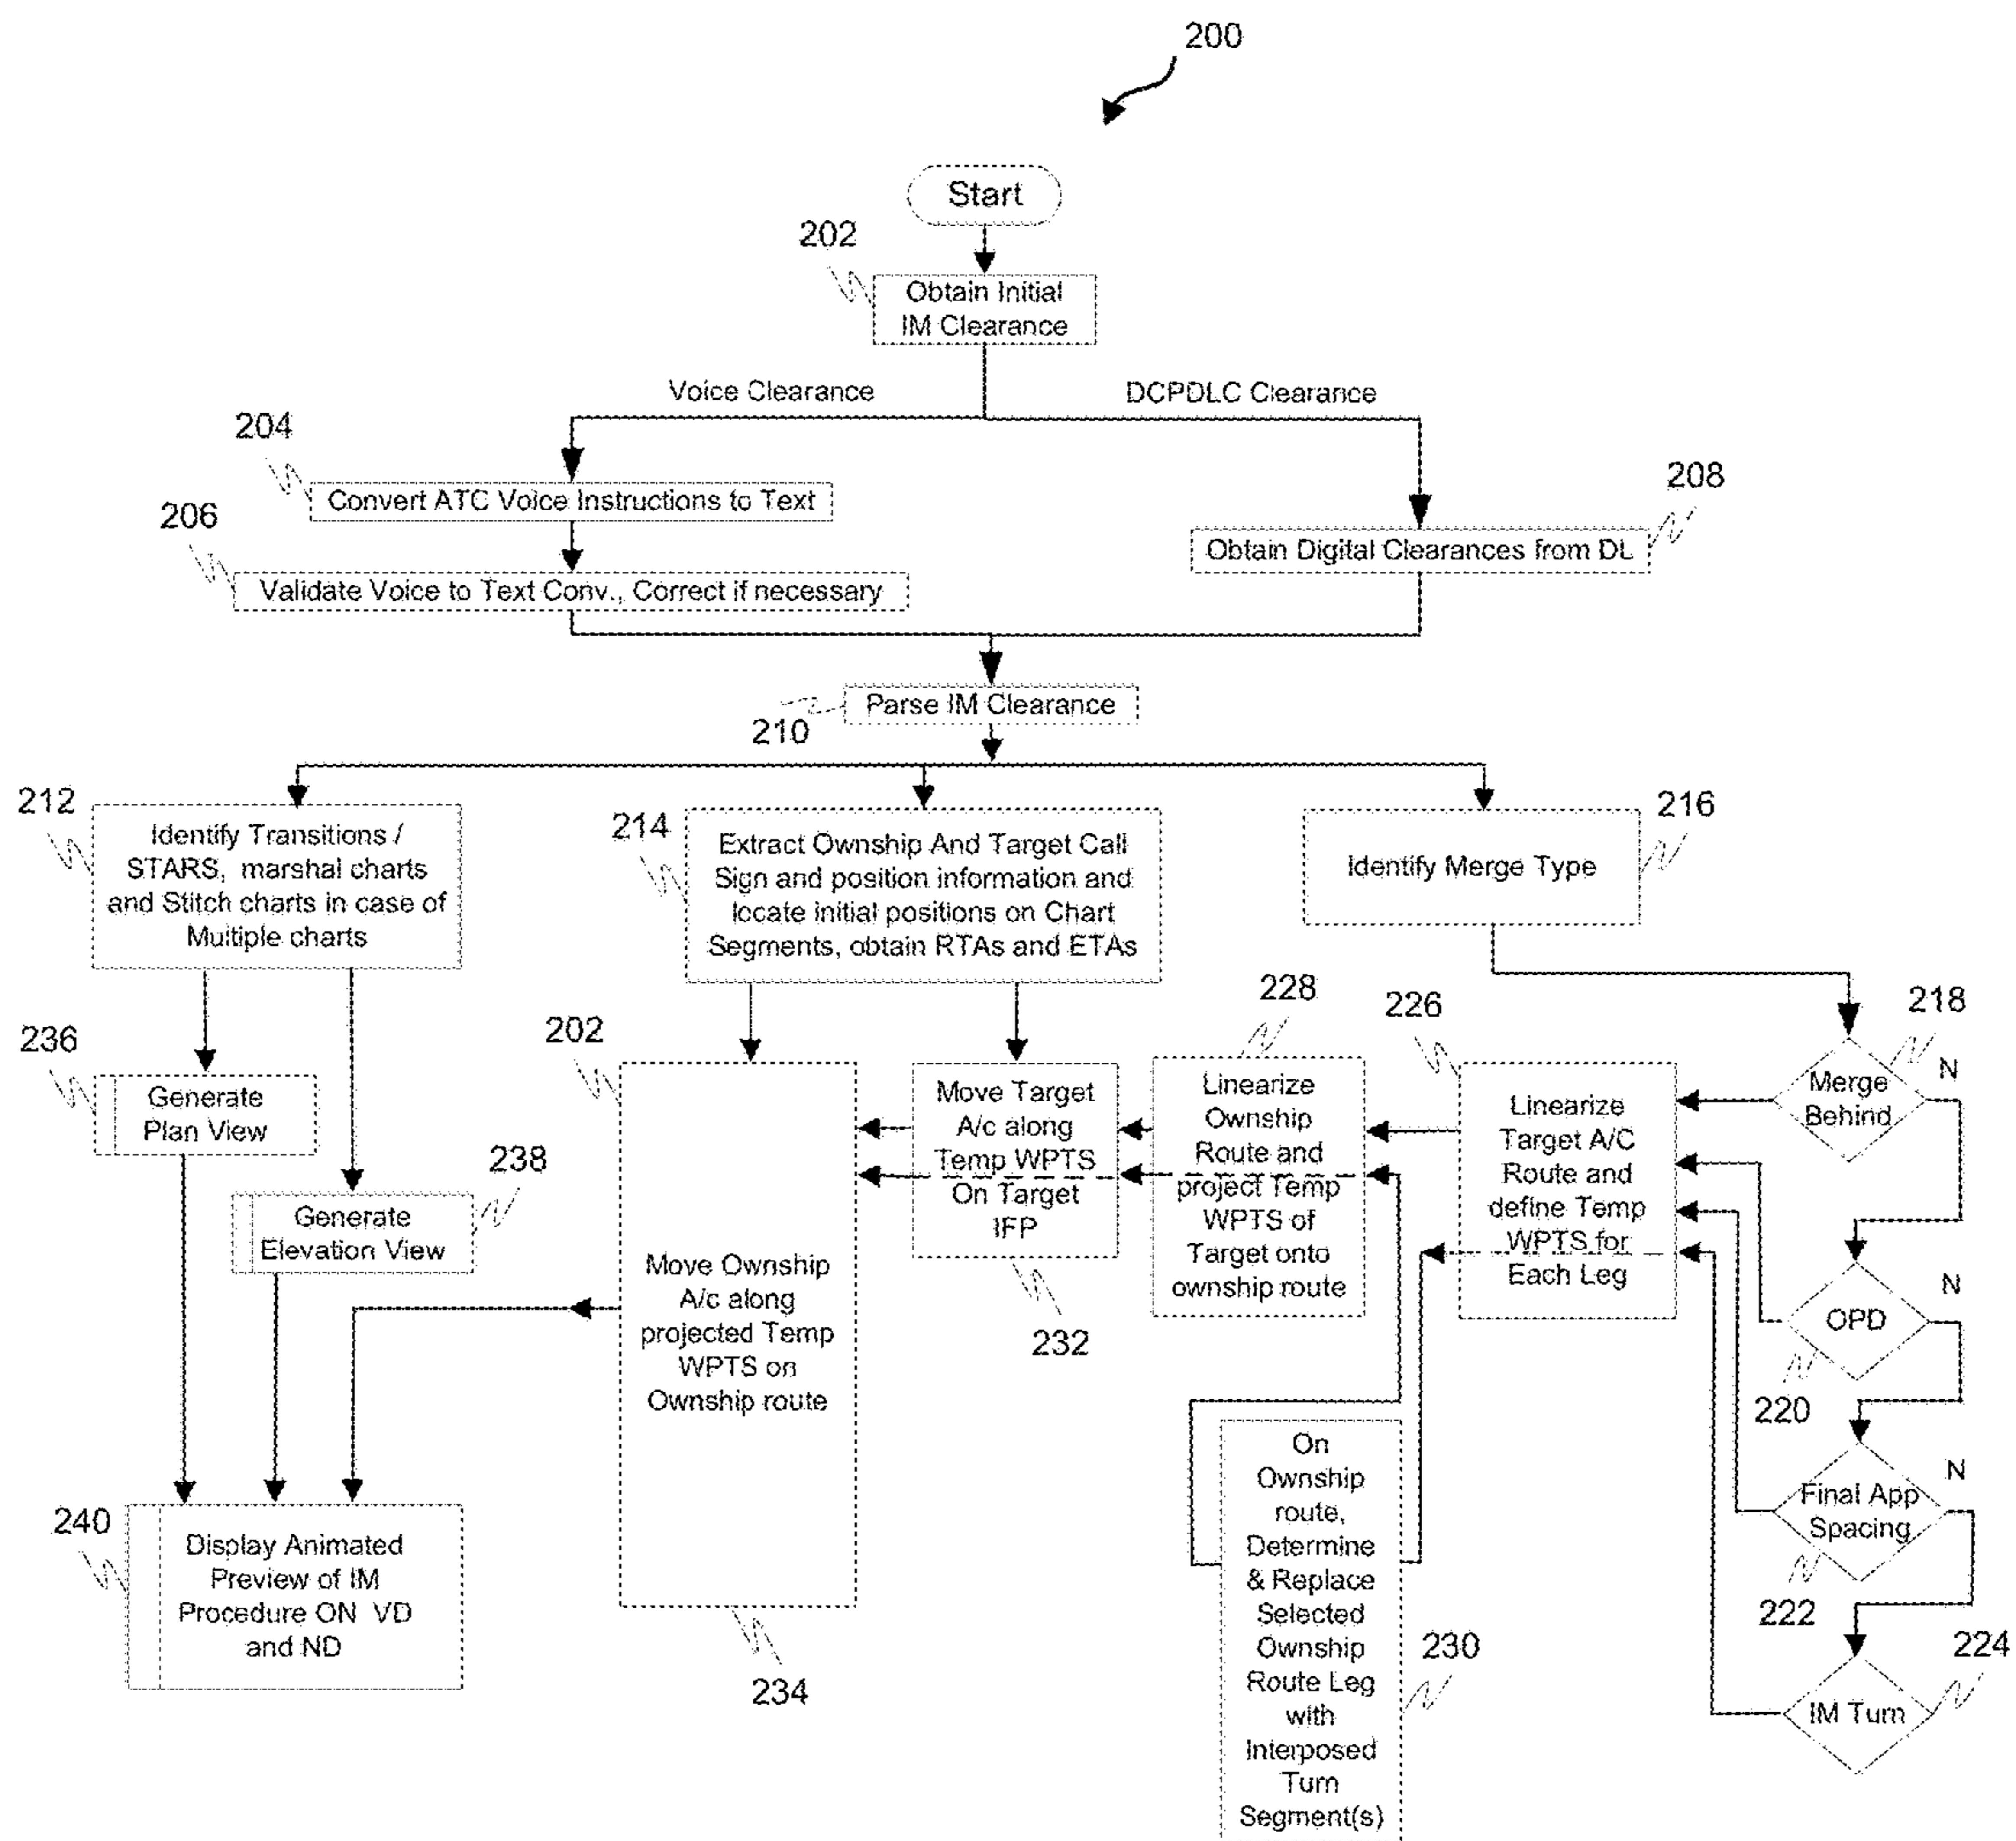 200
Start
202
Obtain Initial
IM Clearance
Voice Clearance
DCPDLC Clearance
204
Convert ATC Voice Instructions to Text
206
Validate Voice to Text Conv., Correct if necessary
208
Obtain Digital Clearances from DL
Parse IM Clearance
210
212
Identify Transitions /
STARS, marshal charts
and Stitch charts in case of
Multiple charts
214
Extract Ownship And Target Call
Sign and position information and
locate initial positions on Chart
Segments, obtain RTAs and ETAs
216
Identify Merge Type
236
Generate
Plan View
238
Generate
Elevation View
240
Display Animated
Preview of IM
Procedure ON VD
and ND
202
Move Ownship
A/c along
projected Temp
WPTS on
Ownship route
234
Move Target
A/c along
Temp WPTS
On Target
IFP
232
228
Linearize
Ownship
Route and
project Temp
WPTS of
Target onto
ownship route
226
Linearize
Target A/C
Route and
define Temp
WPTS for
Each Leg
On
Ownship
route,
Determine
& Replace
Selected
Ownship
Route Leg
with
Interposed
Turn
Segment(s)
230
218
Merge
Behind
N
OPD
N
220
Final App
Spacing
N
222
IM Turn
224